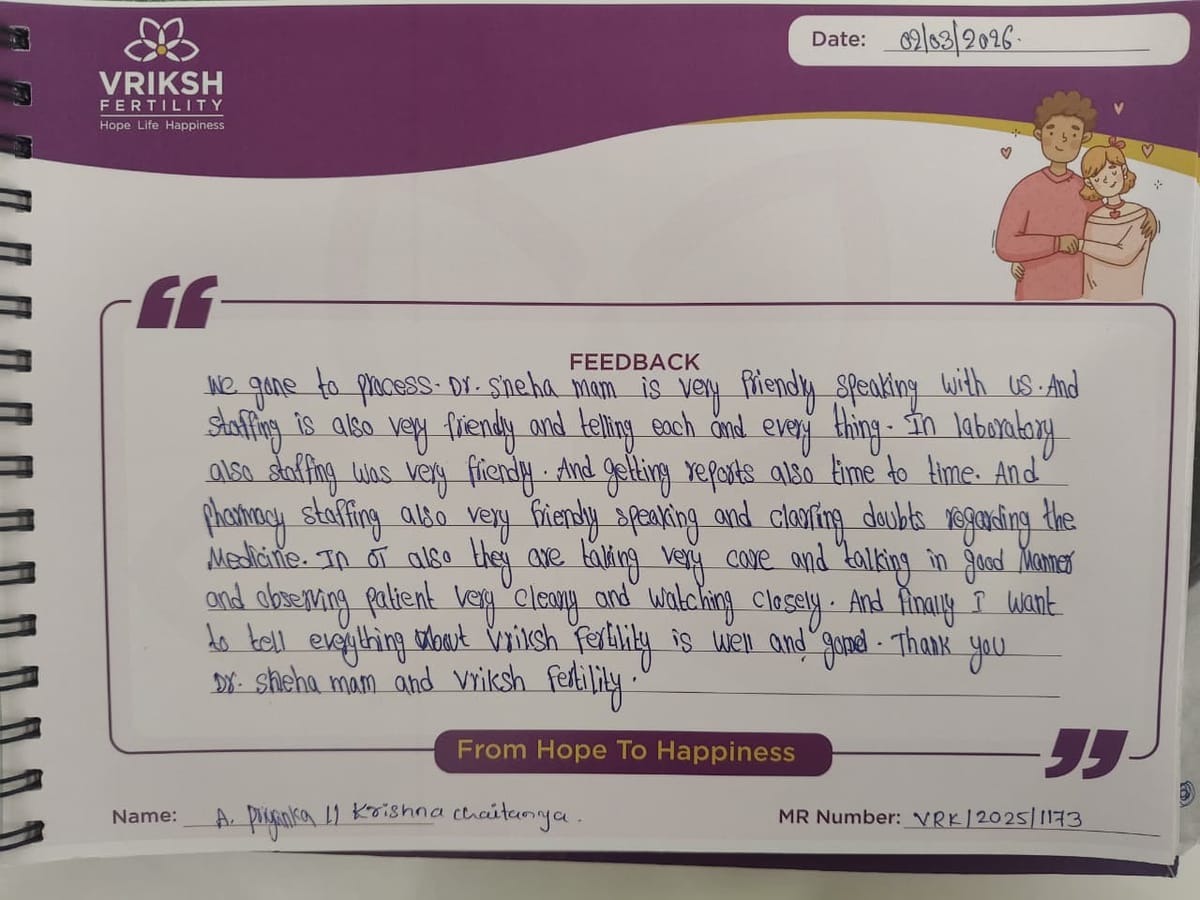 VRIKSH
FERTILITY
Hope Life Happiness
Date: 02/03/2026.
FEEDBACK
We gone to process. Dr. Sneha mam is very friendly speaking with us. And
staffing is also very friendly and telling each and every thing. In laboratory
also staffing was very friendly. And getting reports also time to time. And
pharmacy staffing also very friendly speaking and claring doubts regarding the
Medicine. In OT also they are taking very care and talking in good Manner
and observing patient very cleany and watching closely. And finally I want
to tell everything about Vriksh Fertility is well and good. Thank you
Dr. Sneha mam and Vriksh Fertility.
From Hope To Happiness
Name: A. Priyanka || Krishna chaitanya.
MR Number: VRK/2025/1173